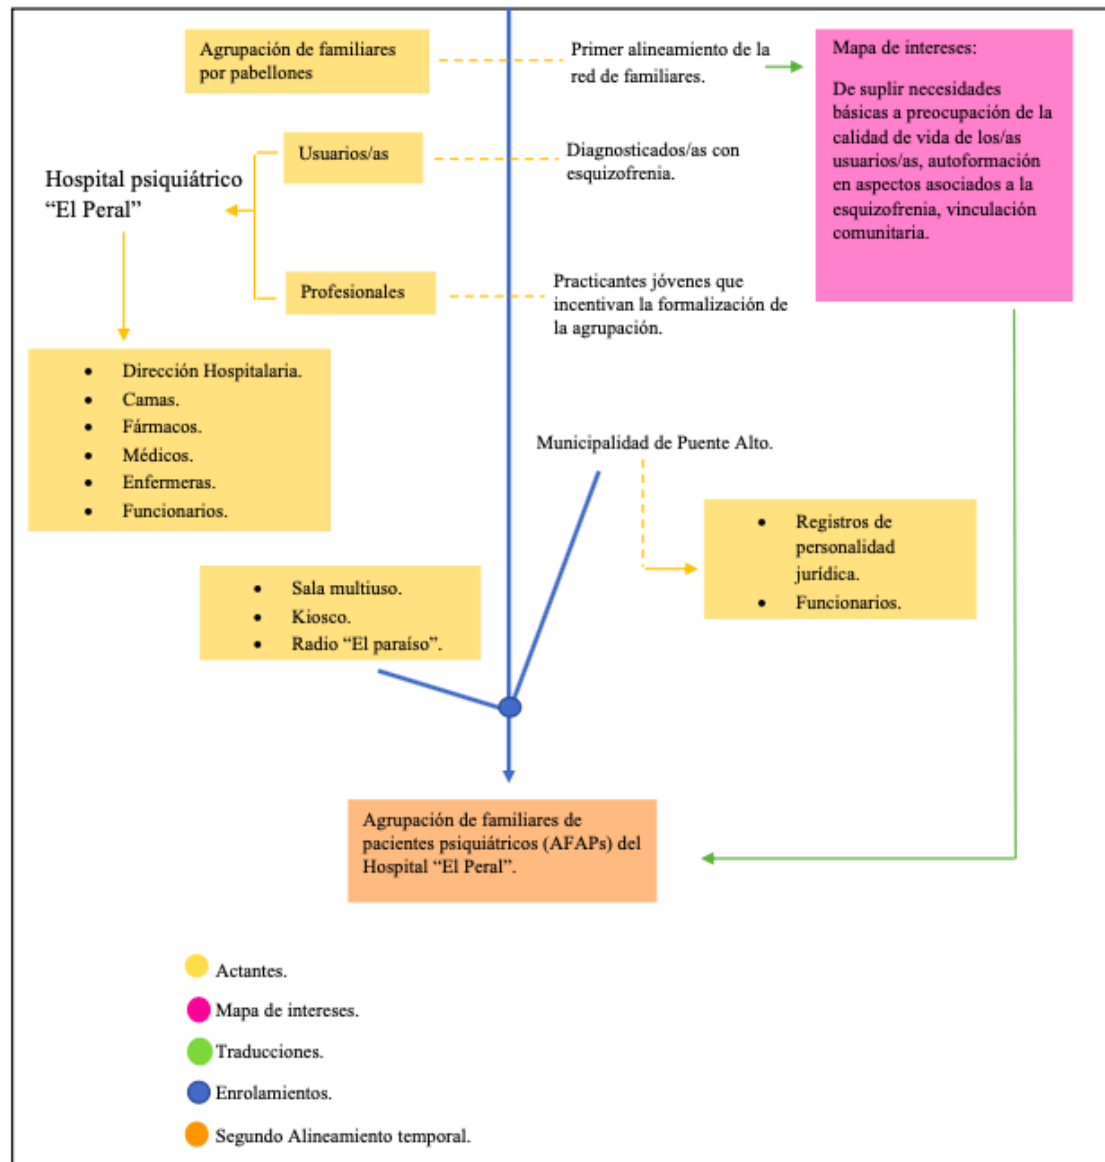 Agrupación de familiares
por pabellones
Primer alineamiento de la
red de familiares.
Mapa de intereses:
De suplir necesidades
básicas a preocupación de la
calidad de vida de los/as
usuarios/as, autoformación
en aspectos asociados a la
esquizofrenia, vinculación
comunitaria.
Usuarios/as
Diagnosticados/as con
esquizofrenia.
Hospital psiquiátrico
“El Peral”
Profesionales
Practicantes jóvenes que
incentivan la formalización de
la agrupación.
• Dirección Hospitalaria.
• Camas.
• Fármacos.
• Médicos.
• Enfermeras.
• Funcionarios.
Municipalidad de Puente Alto.
• Registros de
personalidad
jurídica.
• Funcionarios.
• Sala multiuso.
• Kiosco.
• Radio “El paraíso”.
Agrupación de familiares de
pacientes psiquiátricos (AFAPs) del
Hospital “El Peral”.
Actantes.
Mapa de intereses.
Traducciones.
Enrolamientos.
Segundo Alineamiento temporal.